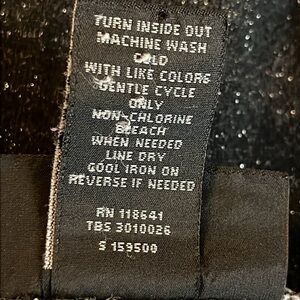 TURN INSIDE OUT
MACHINE WASH
COLD
WITH LIKE COLORS
GENTLE CYCLE
ONLY
NON-CHLORINE
BLEACH
WHEN NEEDED
LINE DRY
COOL IRON ON
REVERSE IF NEEDED
RN 118641
TBS 3010026
S 159500